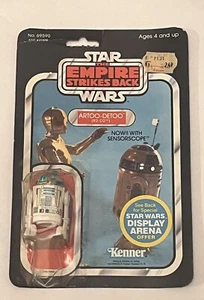 No. 69590
Ages 4 and up
STAR
THE
EMPIRE
STRIKES BACK
WARS
ARTOO-DETOO
(R2-D2)
NOW! WITH
SENSORSCOPE
See Back
for Special
STAR WARS
DISPLAY
ARENA
OFFER
Kenner